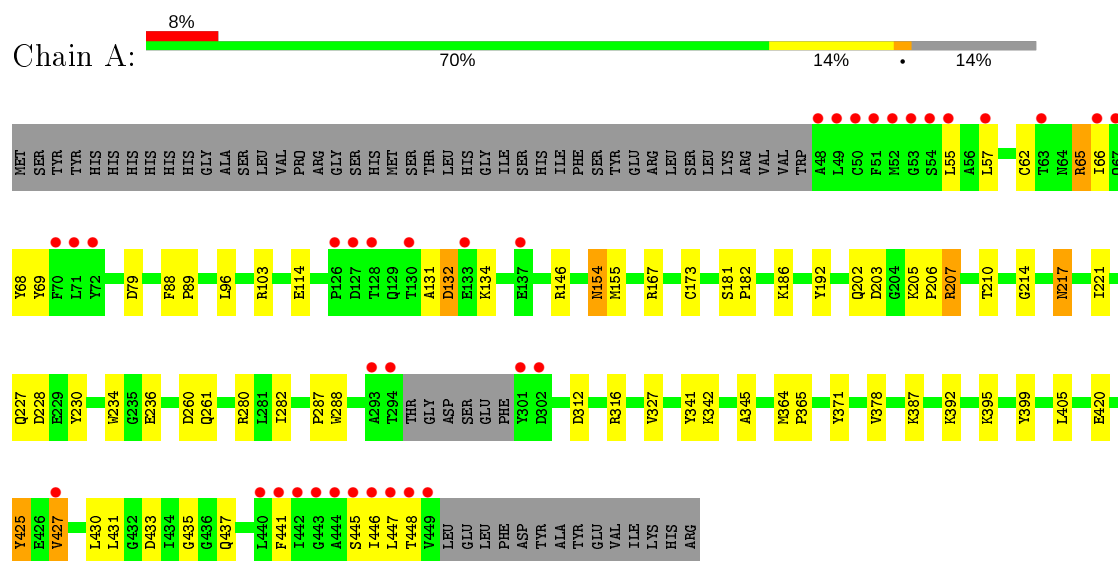 8%
Chain A:
70% 14% • 14%
MET SER TYR TYR HIS HIS HIS HIS HIS HIS GLY ALA SER LEU VAL PRO ARG GLY SER HIS MET SER THR LEU HIS GLY ILE SER HIS ILE PHE SER TYR GLU ARG LEU SER LEU LYS ARG VAL VAL TRP A48 L49 C50 F51 M52 G53 S54 L55 A56 L57 C62 T63 N64 R65 I66 Q67
Y68 Y69 F70 L71 Y72 D79 F88 P89 L96 R103 E114 P126 D127 T128 Q129 T130 A131 D132 E133 K134 E137 R146 N154 M155 R167 C173 S181 P182 K186 Y192 Q202 D203 G204 K205 P206 R207 T210 G214 N217 I221
Q227 D228 E229 Y230 W234 G235 E236 D260 Q261 R280 L281 I282 P287 W288 A293 T294 THR GLY ASP SER GLU PHE Y301 D302 D312 R316 V327 Y341 K342 A345 M364 P365 Y371 V378 K387 K392 K395 Y399 L405 E420
Y425 E426 V427 L430 L431 G432 D433 I434 G435 G436 Q437 L440 F441 I442 G443 A444 S445 I446 L447 T448 V449 LEU GLU LEU PHE ASP TYR ALA TYR GLU VAL ILE LYS HIS ARG